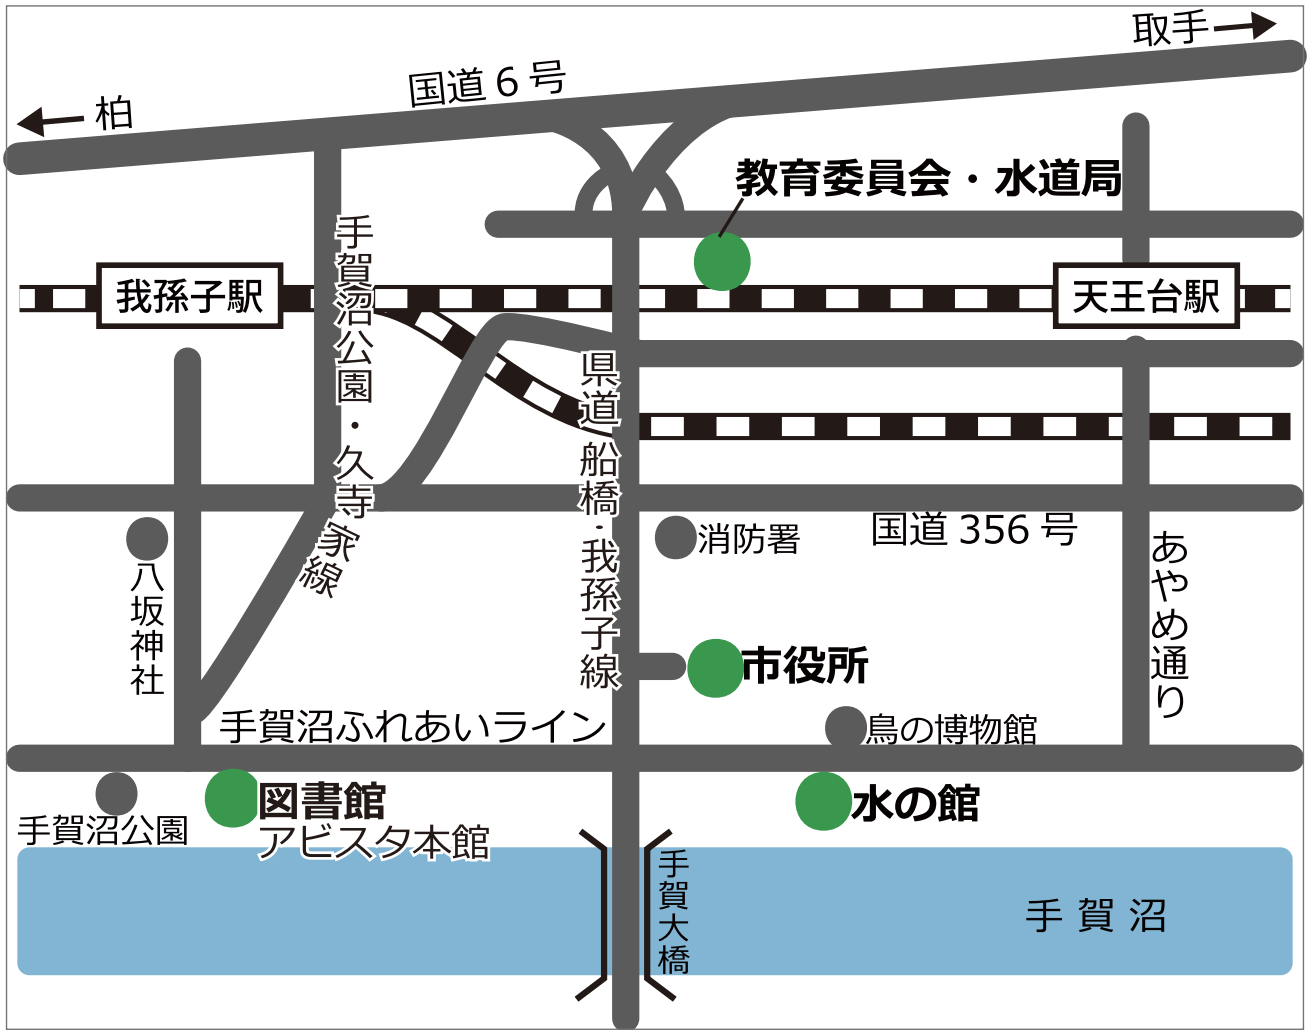 取手
国道 6 号
柏
教育委員会・水道局
我孫子駅
天王台駅
手賀沼公園・久寺家線
県道 船橋・我孫子線
国道 356 号
消防署
八坂神社
あやめ通り
市役所
手賀沼ふれあいライン
鳥の博物館
図書館
アビスタ本館
水の館
手賀沼公園
手賀大橋
手賀沼